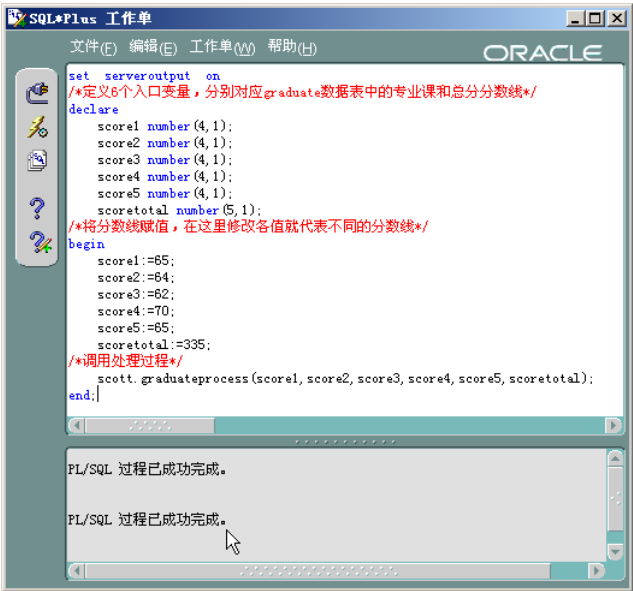 SQL*Plus 工作单
文件(F) 编辑(E) 工作单(W) 帮助(H)
ORACLE
set serveroutput on
/*定义6个入口变量，分别对应graduate数据表中的专业课和总分分数线*/
declare
score1 number(4,1);
score2 number(4,1);
score3 number(4,1);
score4 number(4,1);
score5 number(4,1);
scoretotal number(5,1);
/*将分数线赋值，在这里修改各值就代表不同的分数线*/
begin
score1:=65;
score2:=64;
score3:=62;
score4:=70;
score5:=65;
scoretotal:=335;
/*调用处理过程*/
scott.graduateprocess(score1,score2,score3,score4,score5,scoretotal);
end;
PL/SQL 过程已成功完成。
PL/SQL 过程已成功完成。